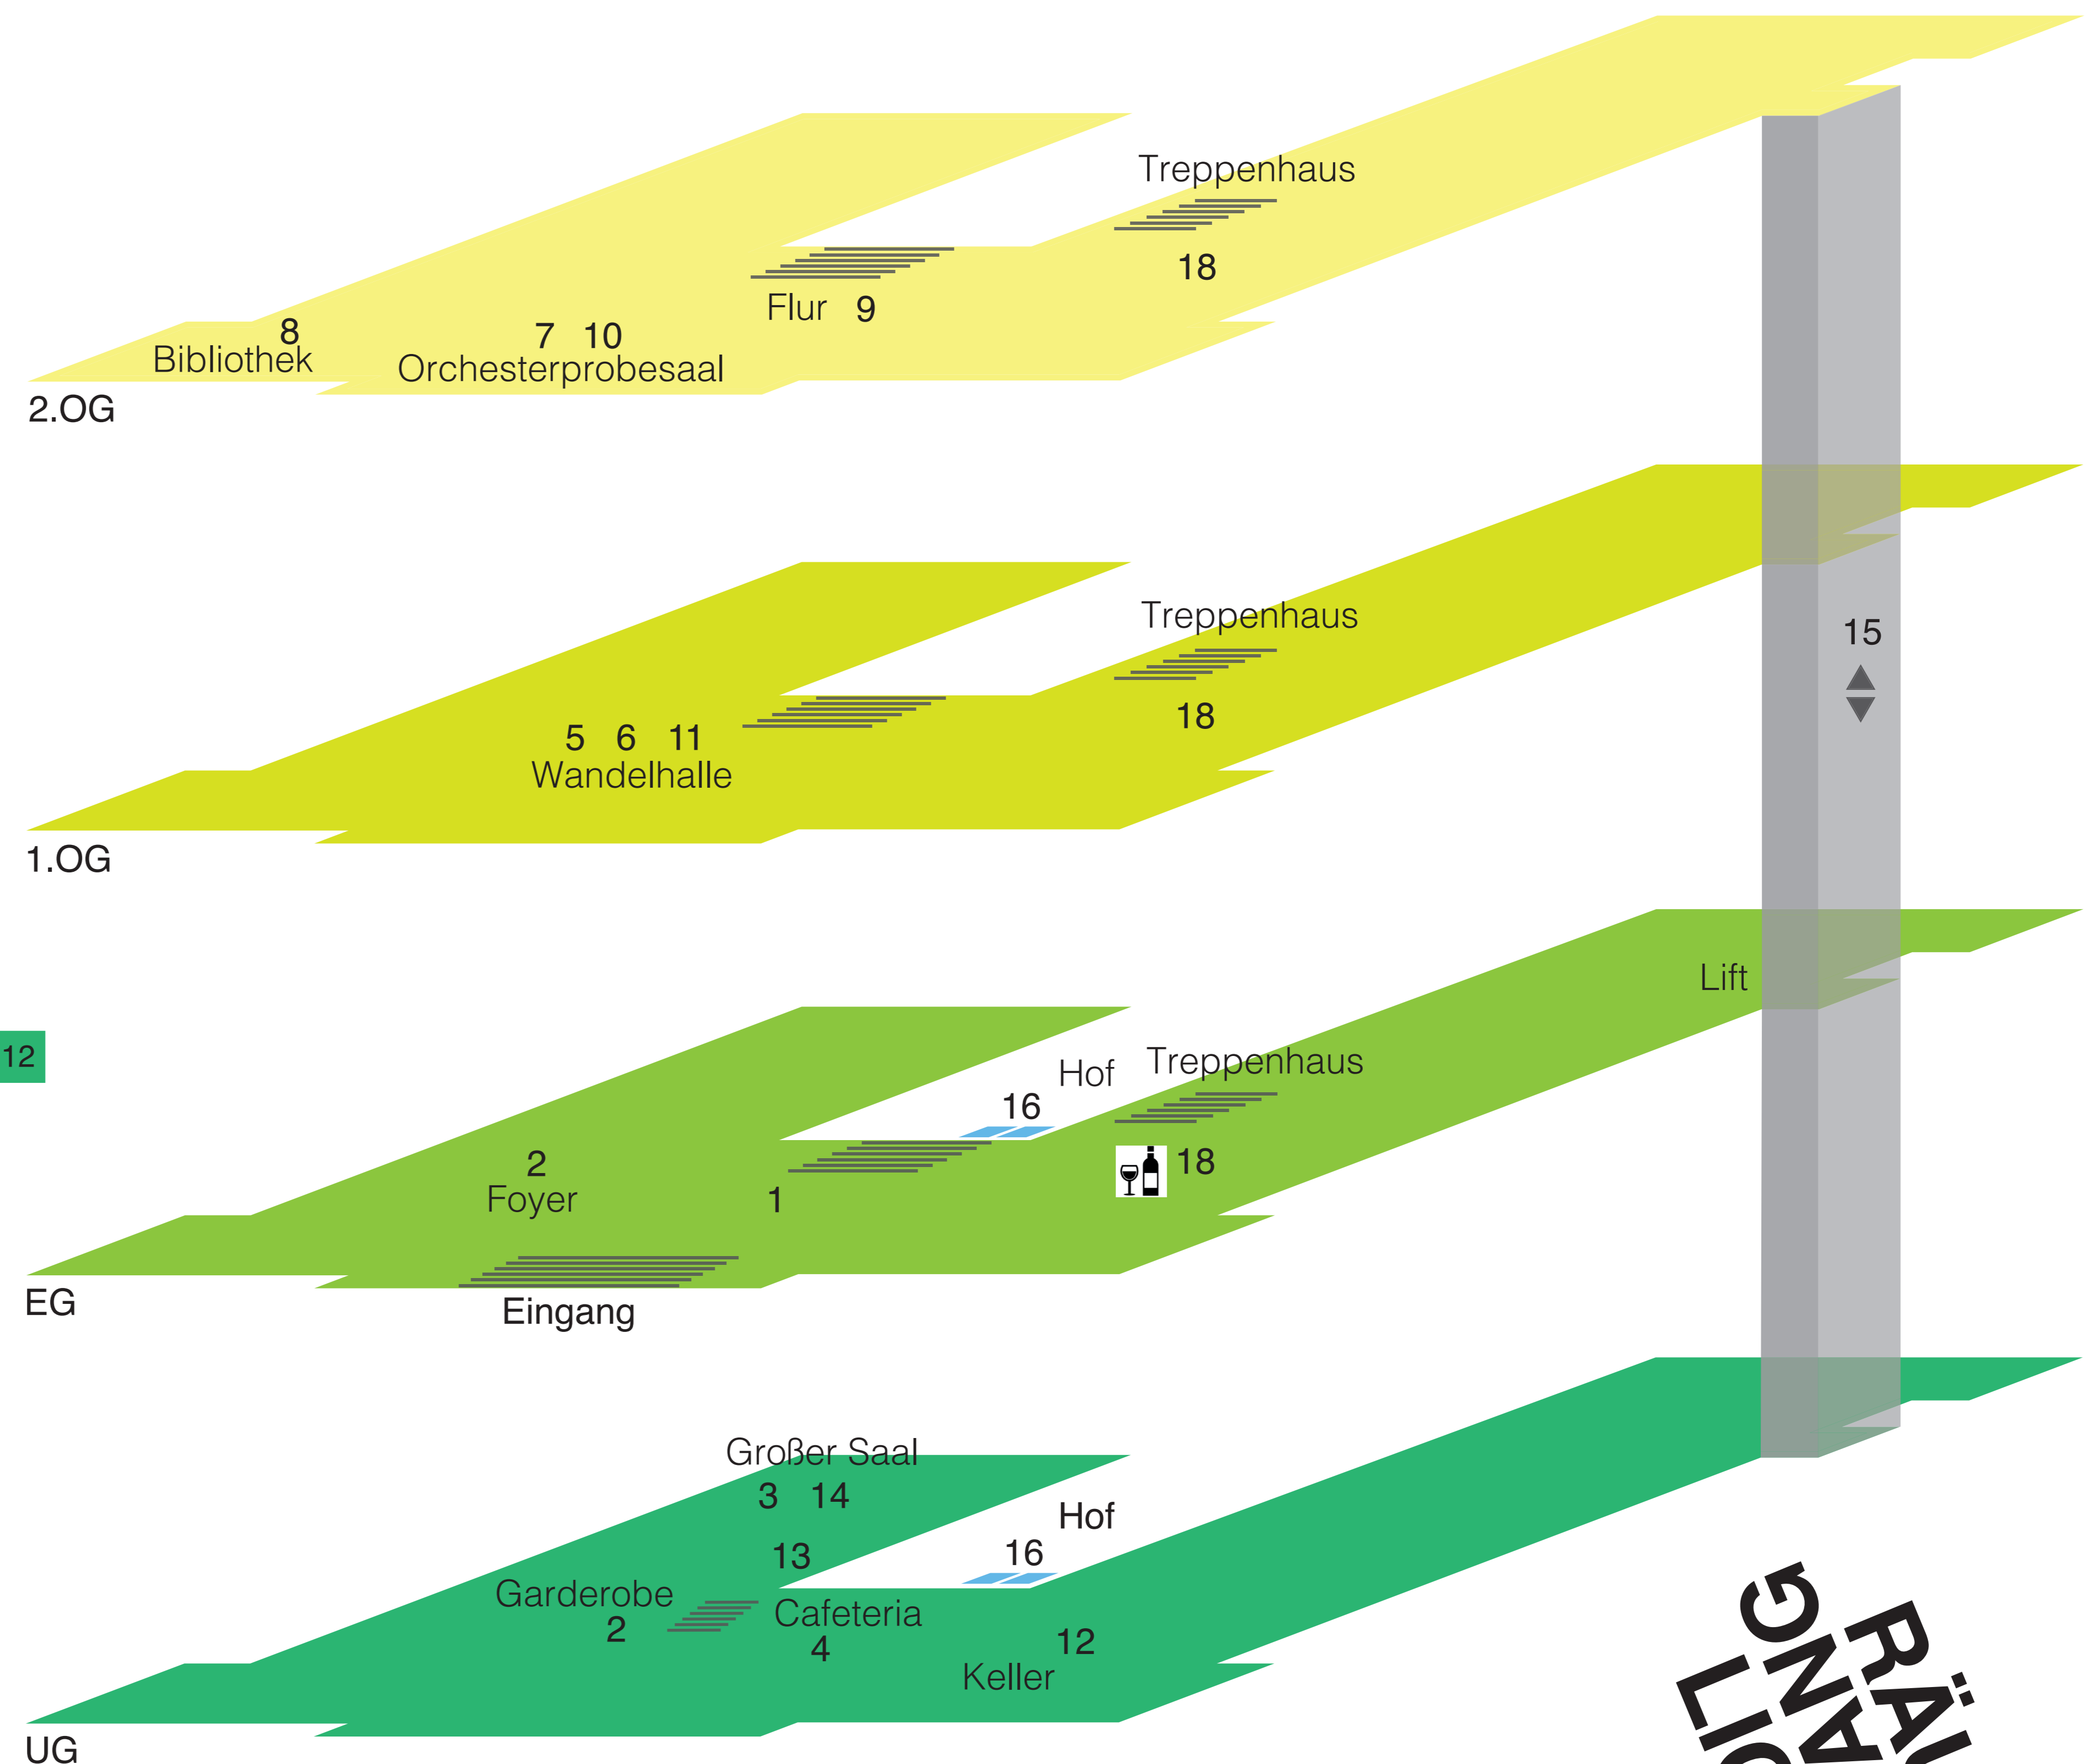 Treppenhaus
18
Flur 9
8
Bibliothek
7 10
Orchesterprobesaal
2.OG
Treppenhaus
15
18
5 6 11
Wandelhalle
1.OG
Lift
12
Hof
Treppenhaus
16
2
Foyer
1
18
Eingang
EG
Großer Saal
3 14
Hof
13
16
Garderobe
2
Cafeteria
4
12
Keller
UG